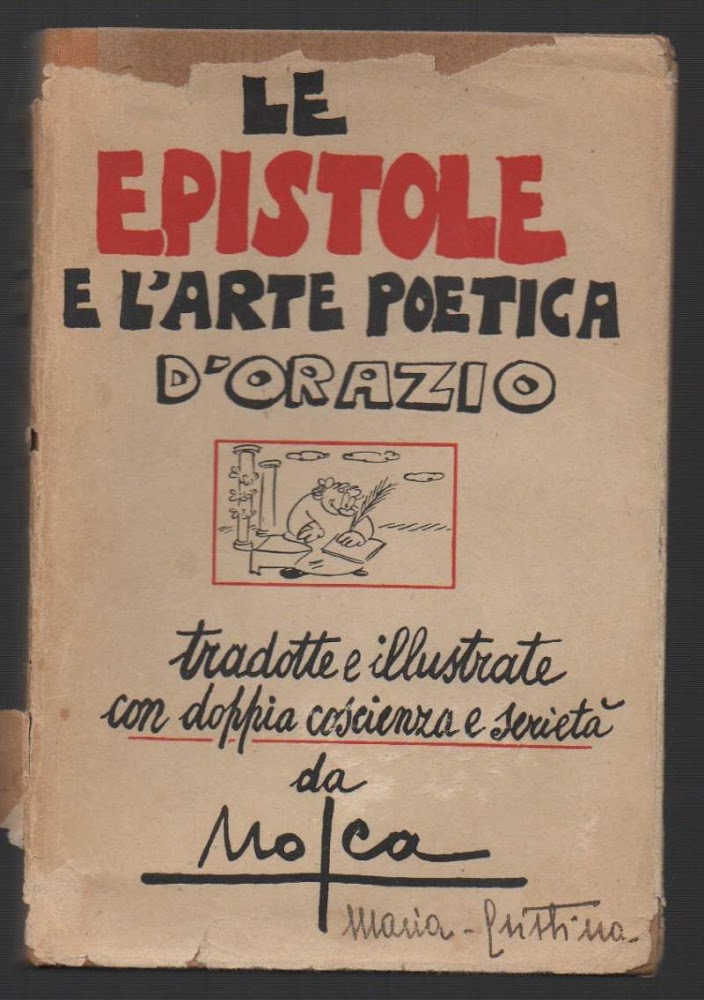 LE
EPISTOLE
E L'ARTE POETICA
D'ORAZIO
tradotte e illustrate
con doppia coscienza e serietà
da
Mosca
Maria-Cristina